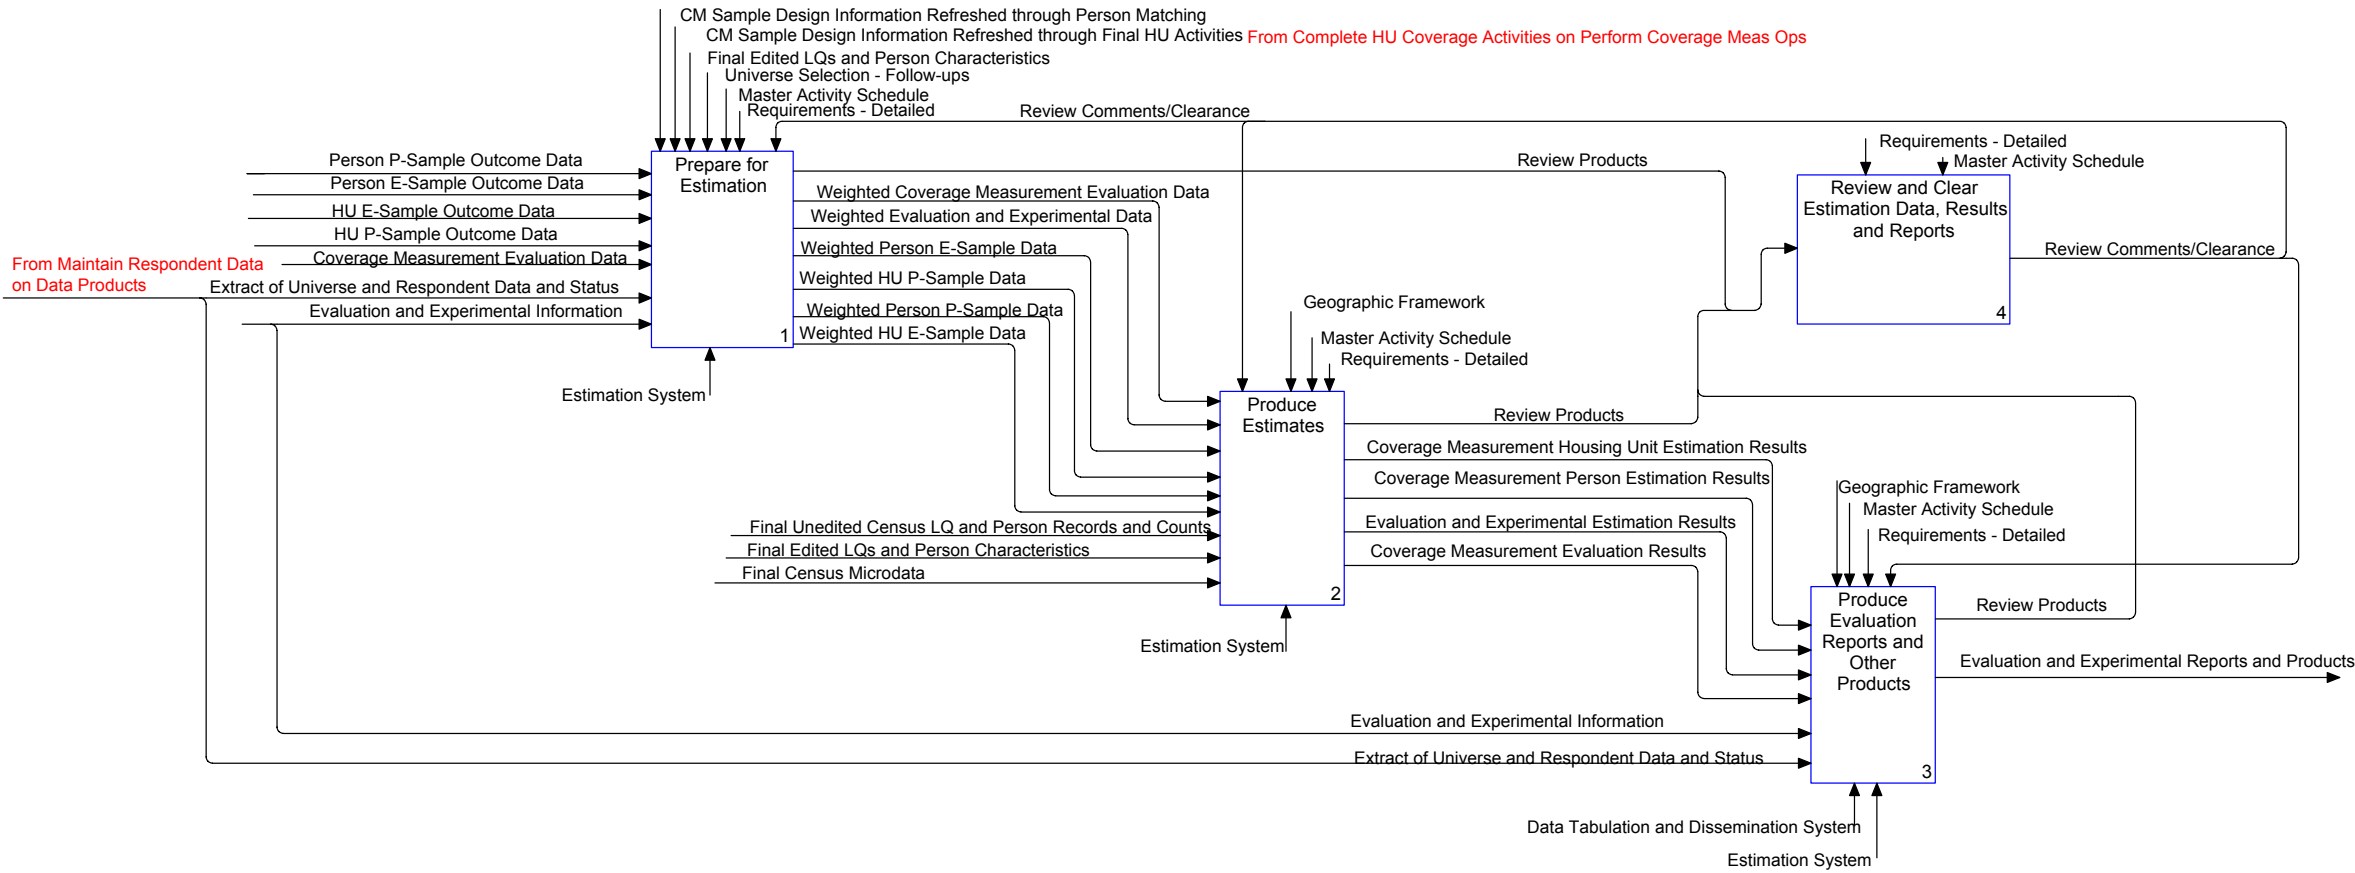 CM Sample Design Information Refreshed through Person Matching
CM Sample Design Information Refreshed through Final HU Activities From Complete HU Coverage Activities on Perform Coverage Meas Ops
Final Edited LQs and Person Characteristics
Universe Selection - Follow-ups
Master Activity Schedule
Requirements - Detailed
Review Comments/Clearance
Person P-Sample Outcome Data
Person E-Sample Outcome Data
HU E-Sample Outcome Data
HU P-Sample Outcome Data
Coverage Measurement Evaluation Data
From Maintain Respondent Data
on Data Products
Extract of Universe and Respondent Data and Status
Evaluation and Experimental Information
Prepare for
Estimation
1
Estimation System
Review Products
Weighted Coverage Measurement Evaluation Data
Weighted Evaluation and Experimental Data
Weighted Person E-Sample Data
Weighted HU P-Sample Data
Weighted Person P-Sample Data
Weighted HU E-Sample Data
Requirements - Detailed
Master Activity Schedule
Review and Clear
Estimation Data, Results
and Reports
4
Review Comments/Clearance
Geographic Framework
Master Activity Schedule
Requirements - Detailed
Produce
Estimates
2
Final Unedited Census LQ and Person Records and Counts
Final Edited LQs and Person Characteristics
Final Census Microdata
Estimation System
Review Products
Coverage Measurement Housing Unit Estimation Results
Coverage Measurement Person Estimation Results
Evaluation and Experimental Estimation Results
Coverage Measurement Evaluation Results
Geographic Framework
Master Activity Schedule
Requirements - Detailed
Produce
Evaluation
Reports and
Other
Products
3
Review Products
Evaluation and Experimental Reports and Products
Evaluation and Experimental Information
Extract of Universe and Respondent Data and Status
Data Tabulation and Dissemination System
Estimation System